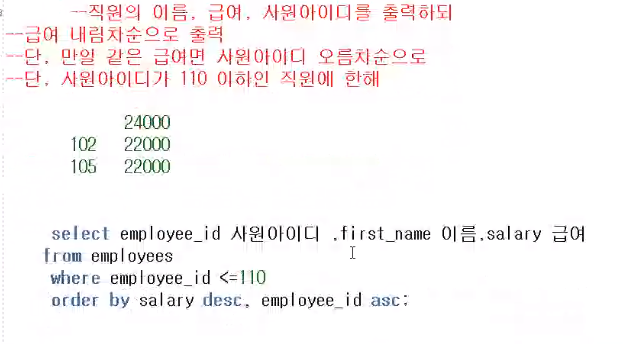 --직원의 이름, 급여, 사원아이디를 출력하되
--급여 내림차순으로 출력
--단, 만일 같은 급여면 사원아이디 오름차순으로
--단, 사원아이디가 110 이하인 직원에 한해
24000
102 22000
105 22000
select employee_id 사원아이디 ,first_name 이름,salary 급여
from employees
where employee_id <=110
order by salary desc, employee_id asc;